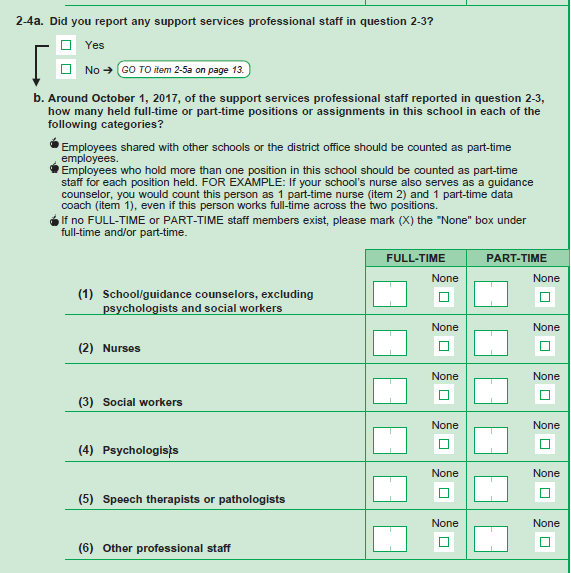 2-4a. Did you report any support services professional staff in question 2-3?
Yes
No → GO TO item 2-5a on page 13.
b. Around October 1, 2017, of the support services professional staff reported in question 2-3,
how many held full-time or part-time positions or assignments in this school in each of the
following categories?
Employees shared with other schools or the district office should be counted as part-time
employees.
Employees who hold more than one position in this school should be counted as part-time
staff for each position held. FOR EXAMPLE: If your school's nurse also serves as a guidance
counselor, you would count this person as 1 part-time nurse (item 2) and 1 part-time data
coach (item 1), even if this person works full-time across the two positions.
If no FULL-TIME or PART-TIME staff members exist, please mark (X) the "None" box under
full-time and/or part-time.
FULL-TIME PART-TIME
None None
(1) School/guidance counselors, excluding
psychologists and social workers
None None
(2) Nurses
None None
(3) Social workers
None None
(4) Psychologists
None None
(5) Speech therapists or pathologists
None None
(6) Other professional staff